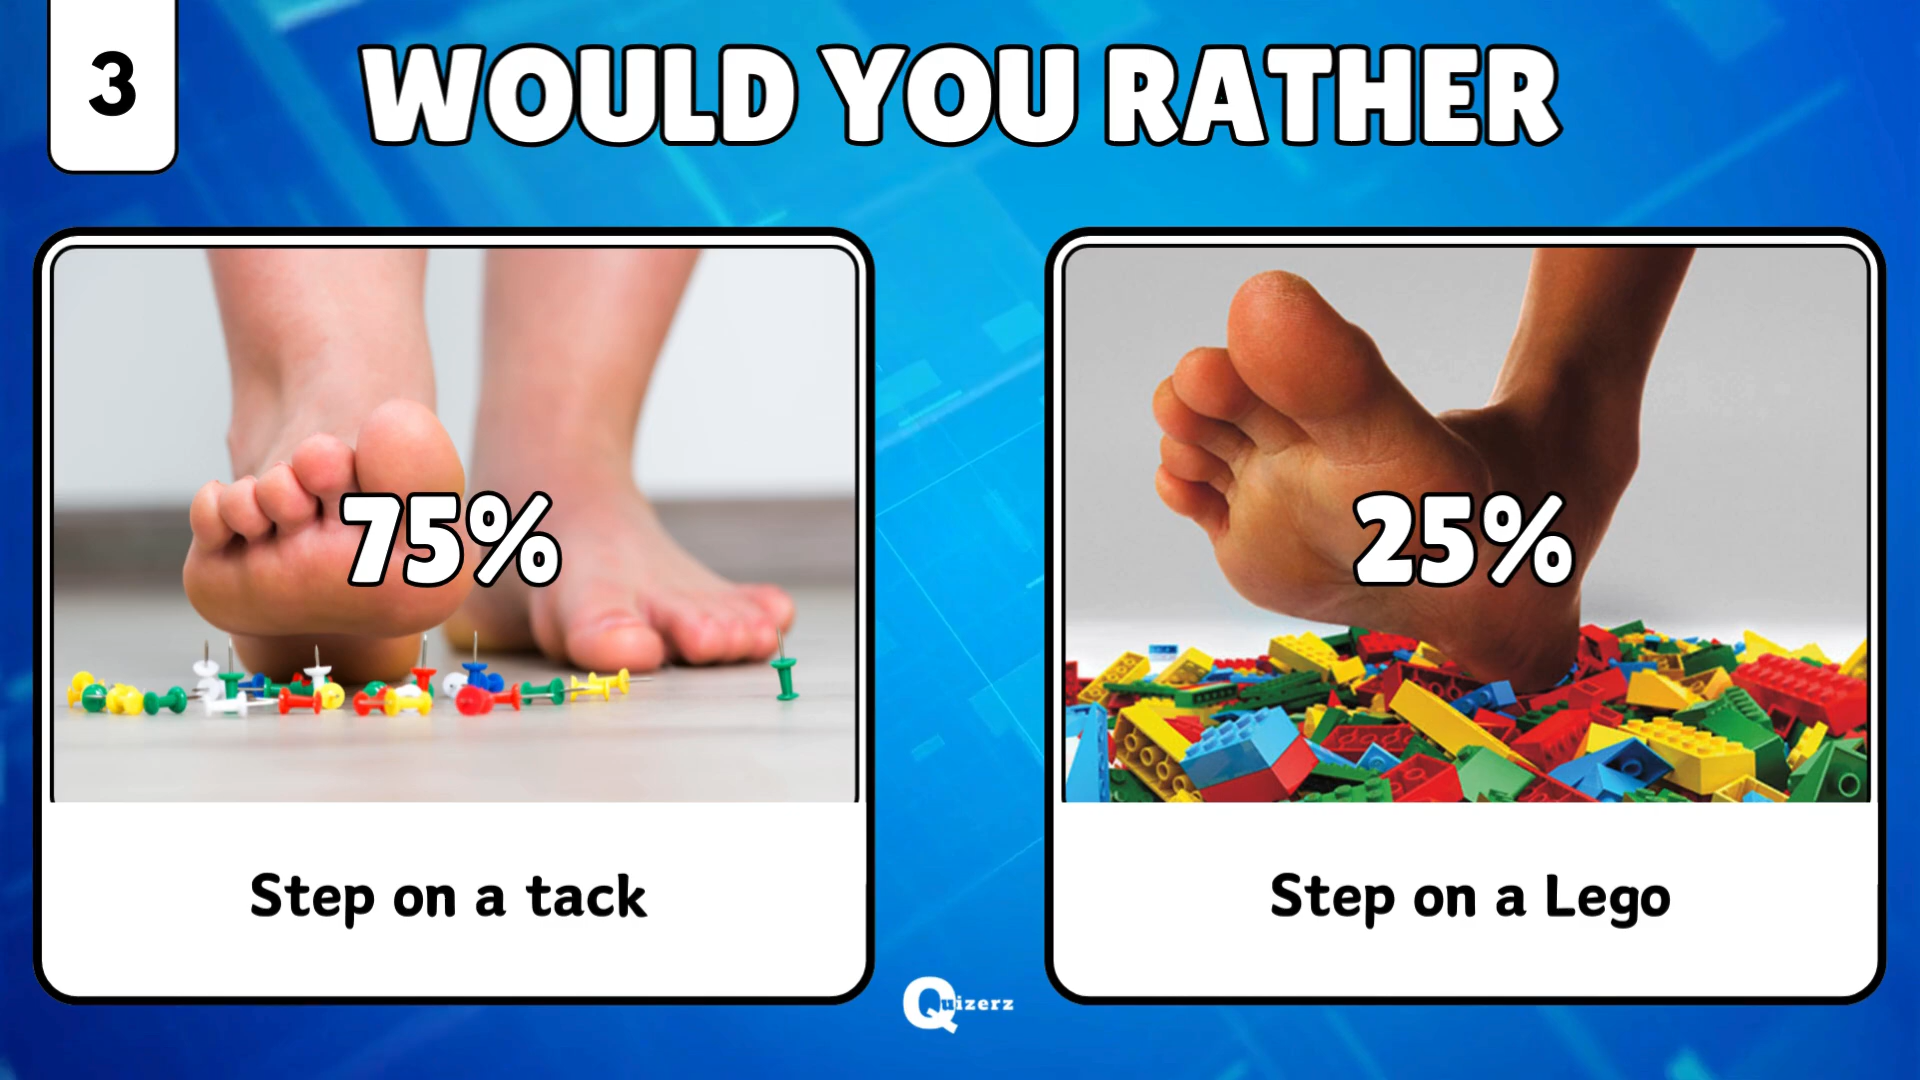 3
WOULD YOU RATHER
75%
25%
Step on a tack
Step on a Lego
Quizerz